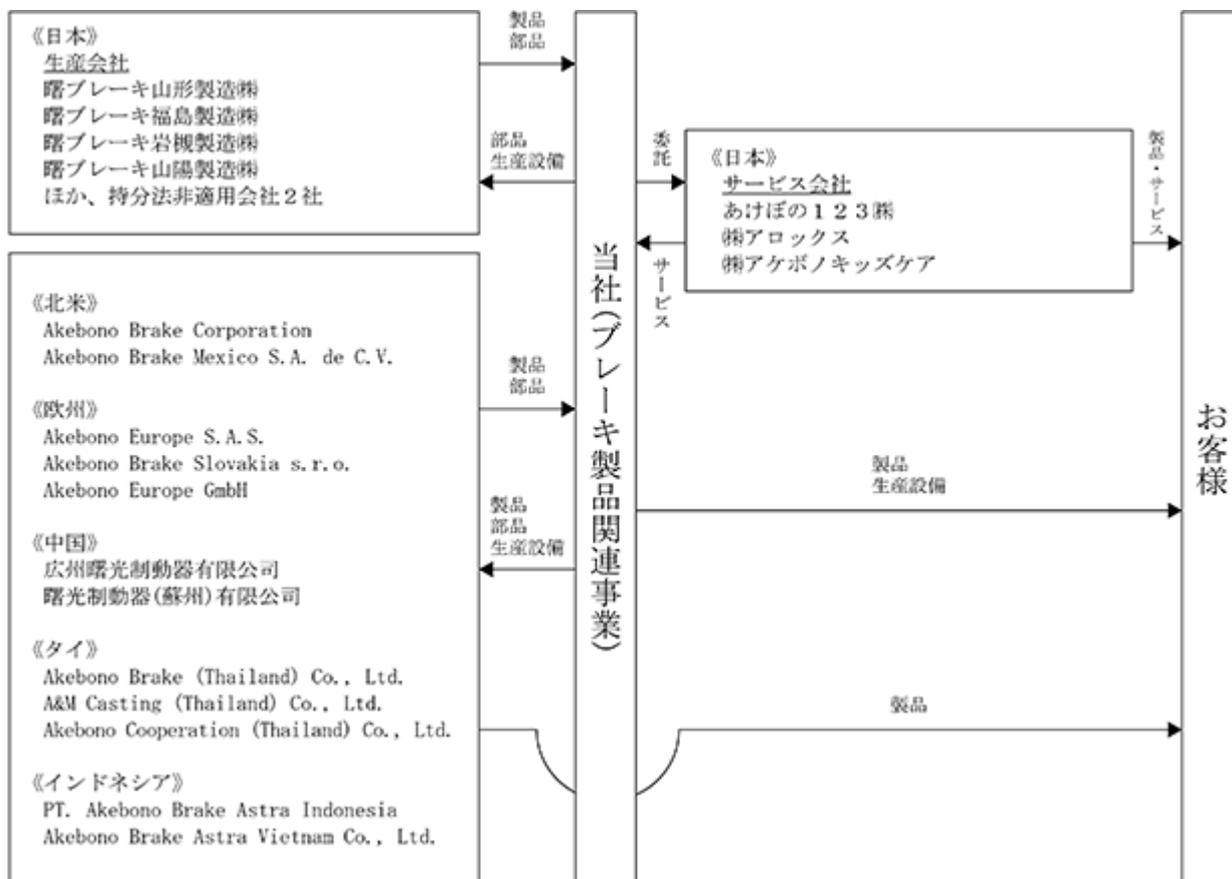 《日本》
生産会社
曙ブレーキ山形製造㈱
曙ブレーキ福島製造㈱
曙ブレーキ岩槻製造㈱
曙ブレーキ山陽製造㈱
ほか、持分法非適用会社２社
製品
部品
部品
生産設備
委託
サービス
《日本》
サービス会社
あけぼの１２３㈱
㈱アロックス
㈱アケボノキッズケア
製品・サービス
《北米》
Akebono Brake Corporation
Akebono Brake Mexico S.A. de C.V.
《欧州》
Akebono Europe S.A.S.
Akebono Brake Slovakia s.r.o.
Akebono Europe GmbH
《中国》
広州曙光制動器有限公司
曙光制動器(蘇州)有限公司
《タイ》
Akebono Brake (Thailand) Co., Ltd.
A&M Casting (Thailand) Co., Ltd.
Akebono Cooperation (Thailand) Co., Ltd.
《インドネシア》
PT. Akebono Brake Astra Indonesia
Akebono Brake Astra Vietnam Co., Ltd.
製品
部品
製品
部品
生産設備
当社(ブレーキ製品関連事業)
製品
生産設備
製品
お客様